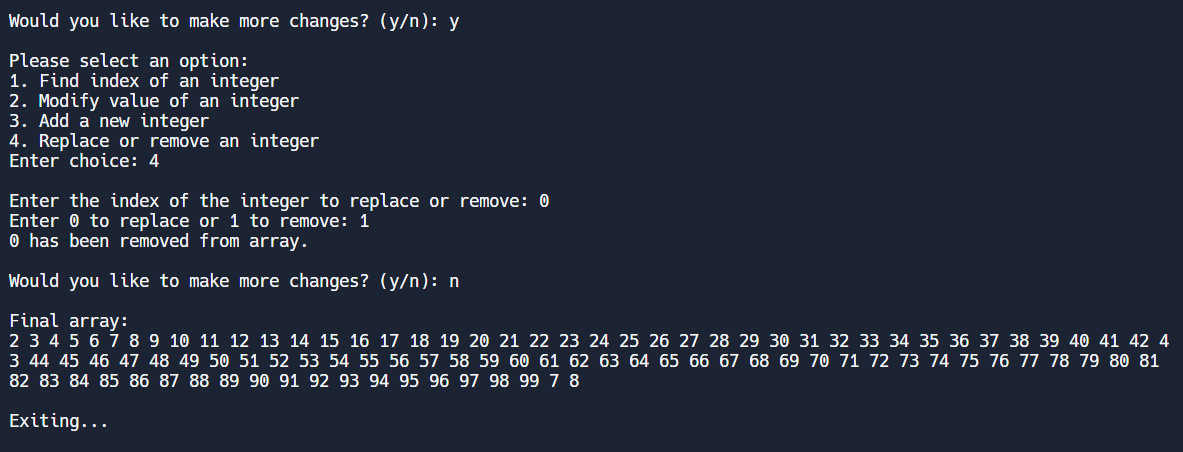 Would you like to make more changes? (y/n): y
Please select an option:
1. Find index of an integer
2. Modify value of an integer
3. Add a new integer
4. Replace or remove an integer
Enter choice: 4
Enter the index of the integer to replace or remove: 0
Enter 0 to replace or 1 to remove: 1
0 has been removed from array.
Would you like to make more changes? (y/n): n
Final array:
2 3 4 5 6 7 8 9 10 11 12 13 14 15 16 17 18 19 20 21 22 23 24 25 26 27 28 29 30 31 32 33 34 35 36 37 38 39 40 41 42 4
3 44 45 46 47 48 49 50 51 52 53 54 55 56 57 58 59 60 61 62 63 64 65 66 67 68 69 70 71 72 73 74 75 76 77 78 79 80 81
82 83 84 85 86 87 88 89 90 91 92 93 94 95 96 97 98 99 7 8
Exiting...